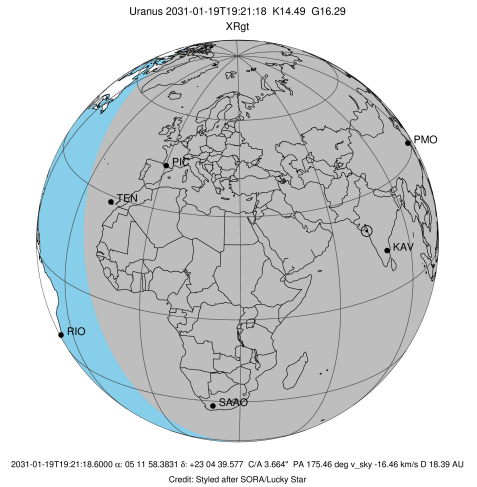 Uranus 2031-01-19T19:21:18 K14.49 G16.29
XRgt
PMO
PIC
TEN
KAV
RIO
SAAO
2031-01-19T19:21:18.6000 α: 05 11 58.3831 δ: +23 04 39.577 C/A 3.664" PA 175.46 deg v_sky -16.46 km/s D 18.39 AU
Credit: Styled after SORA/Lucky Star